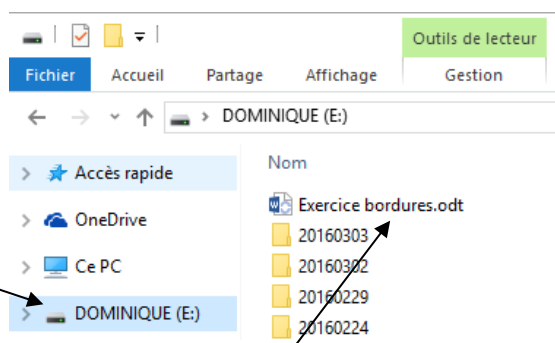 Outils de lecteur
Fichier Accueil Partage Affichage Gestion
DOMINIQUE (E:)
Nom
Accès rapide
OneDrive
Ce PC
DOMINIQUE (E:)
Exercice bordures.odt
20160303
20160302
20160229
20160224